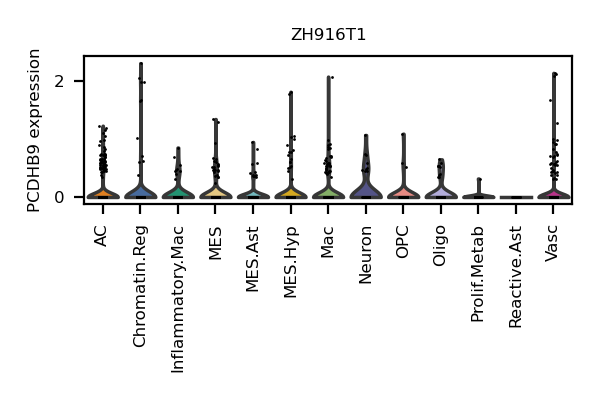 ZH916T1
PCDHB9 expression
2
0
AC
Chromatin.Reg
Inflammatory.Mac
MES
MES.Ast
MES.Hyp
Mac
Neuron
OPC
Oligo
Prolif.Metab
Reactive.Ast
Vasc